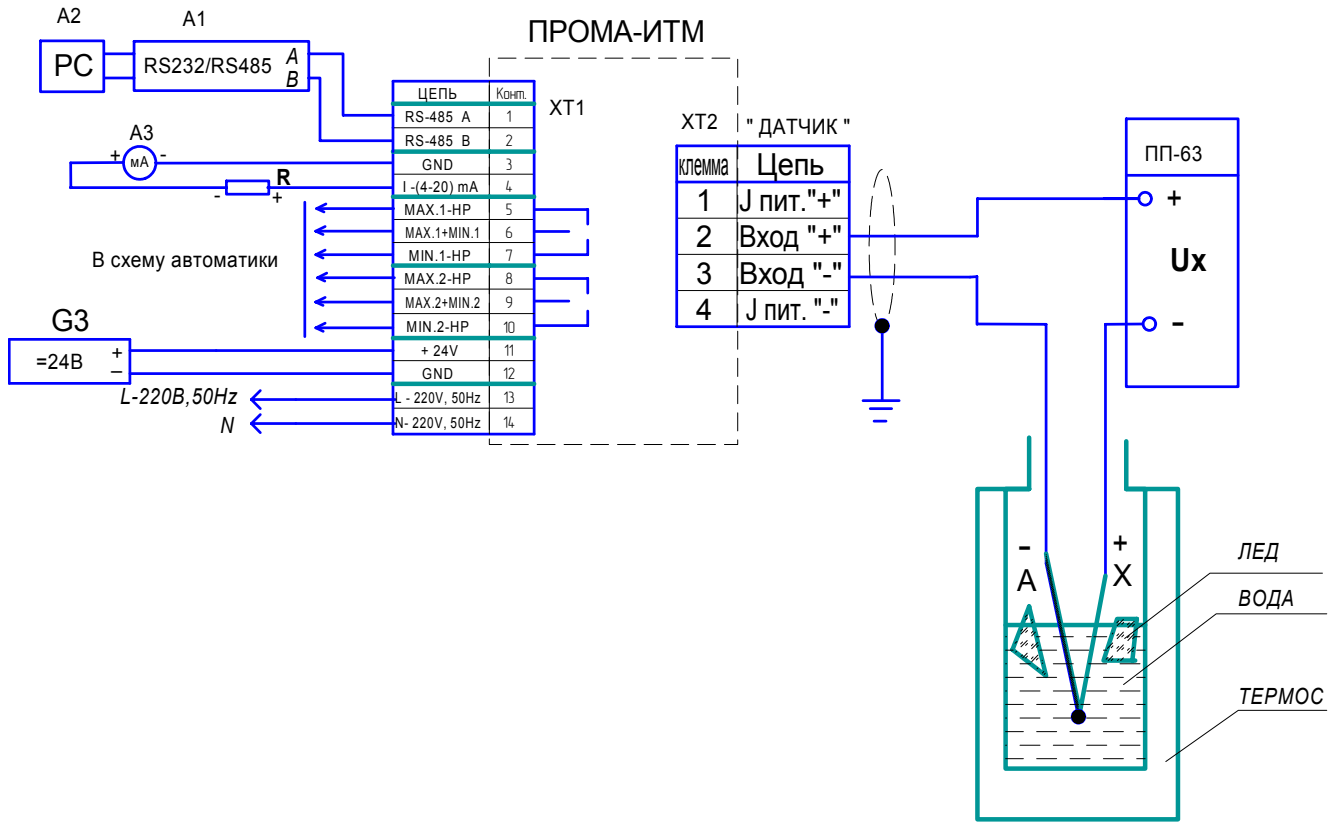 ПРОМА-ИТМ
A2
A1
PC
RS232/RS485
A
B
ЦЕПЬ Конт.
RS-485 A 1
RS-485 B 2
GND 3
I -(4-20) mA 4
MAX.1-HP 5
MAX.1+MIN.1 6
MIN.1-HP 7
MAX.2-HP 8
MAX.2+MIN.2 9
MIN.2-HP 10
+ 24V 11
GND 12
L - 220V, 50Hz 13
N- 220V, 50Hz 14
XT1
A3
+ мА -
R
- +
В схему автоматики
G3
=24В + –
L-220В,50Hz
N
XT2 " ДАТЧИК "
клемма Цепь
1 J пит."+"
2 Вход "+"
3 Вход "-"
4 J пит. "-"
ПП-63
+
Ux
-
- +
A X
ЛЕД
ВОДА
ТЕРМОС